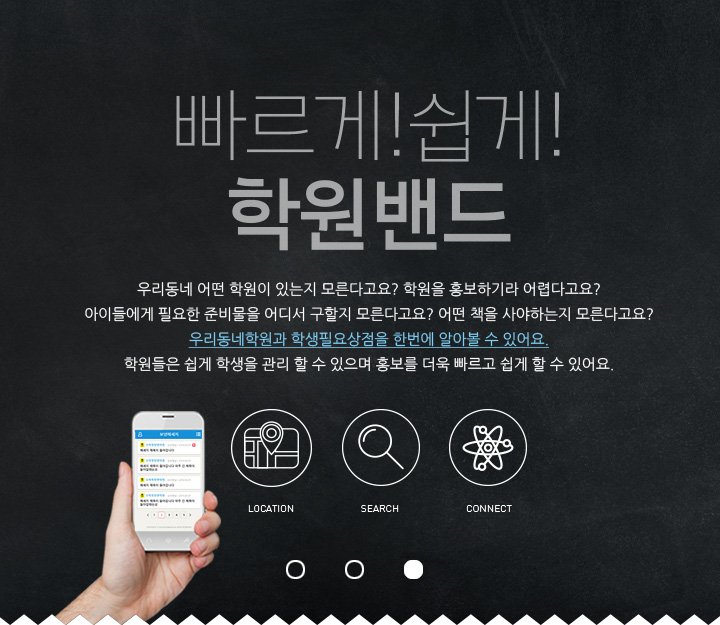 빠르게! 쉽게!
학원밴드
우리동네 어떤 학원이 있는지 모른다고요? 학원을 홍보하기라 어렵다고요?
아이들에게 필요한 준비물을 어디서 구할지 모른다고요? 어떤 책을 사야하는지 모른다고요?
우리동네학원과 학생필요상점을 한번에 알아볼 수 있어요.
학원들은 쉽게 학생을 관리 할 수 있으며 홍보를 더욱 빠르고 쉽게 할 수 있어요.
LOCATION SEARCH CONNECT